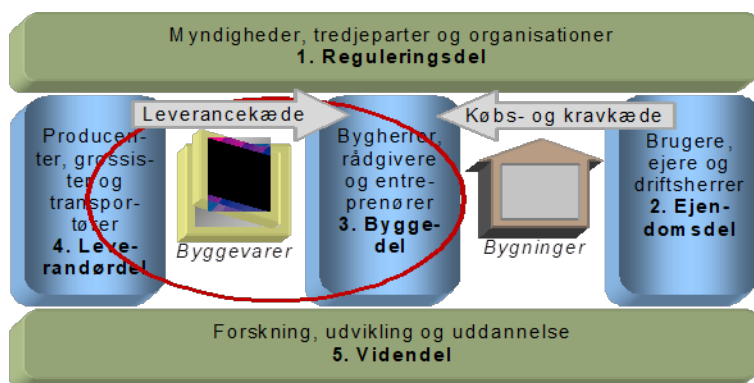 Myndigheder, tredjeparter og organisationer
1. Reguleringsdel
Leverancekæde
Købs- og kravkæde
Producen-
ter, grossis-
ter og
transpor-
tører
4. Leve-
randørdel
Byggevarer
Bygherrer,
rådgivere
og entre-
prenører
3. Bygge-
del
Bygninger
Brugere,
ejere og
driftsherrer
2. Ejen-
domsdel
Forskning, udvikling og uddannelse
5. Videndel